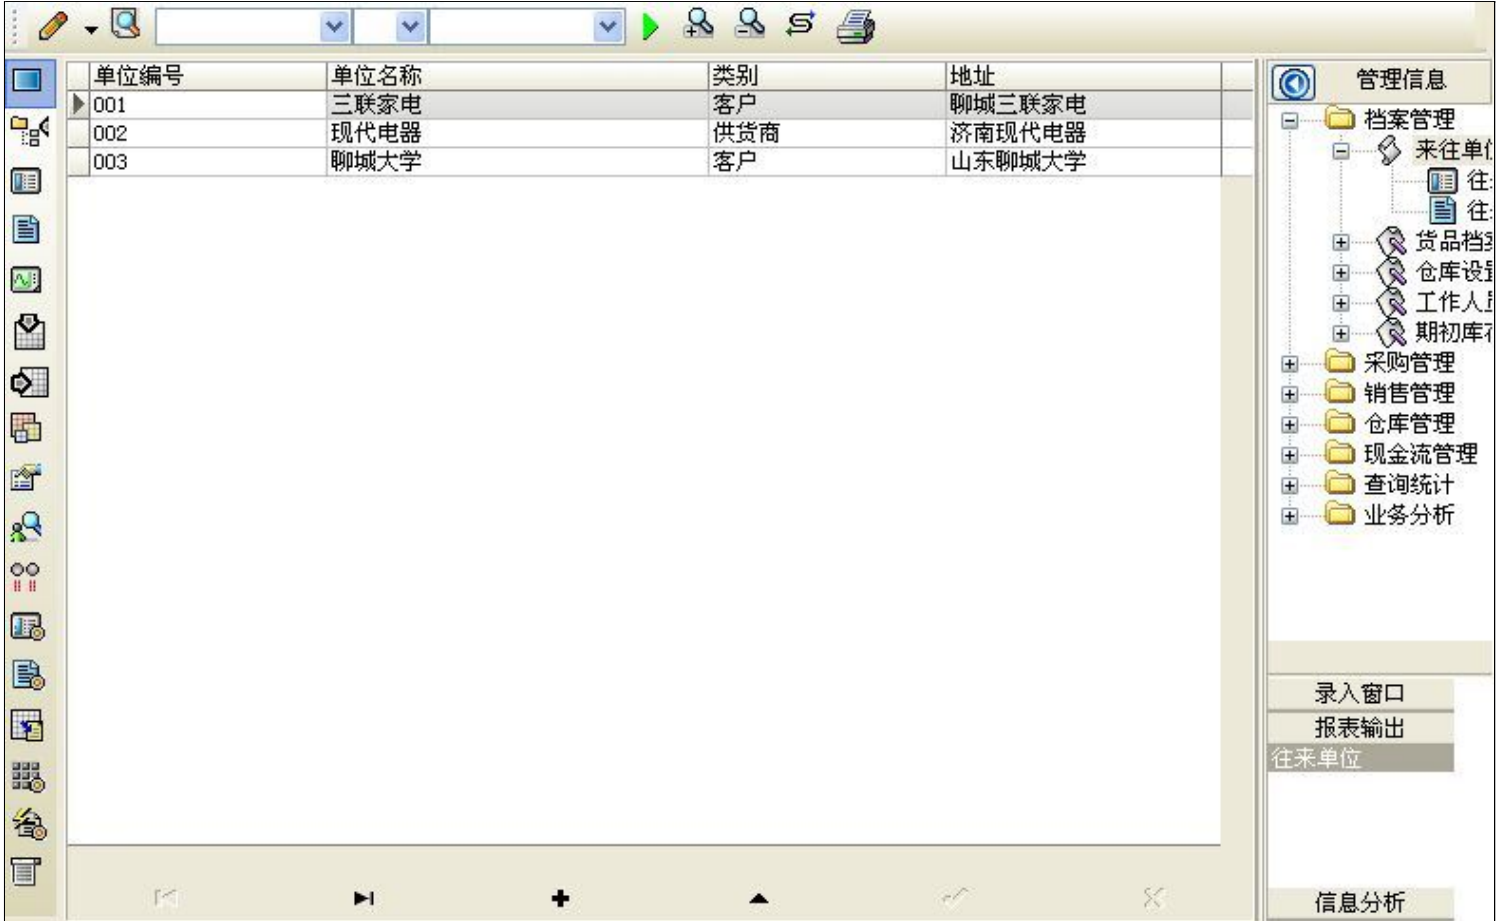 单位编号 单位名称 类别 地址
001 三联家电 客户 聊城三联家电
002 现代电器 供货商 济南现代电器
003 聊城大学 客户 山东聊城大学
管理信息
档案管理
来往单位
往
往
货品档
仓库设
工作人
期初库
采购管理
销售管理
仓库管理
现金流管理
查询统计
业务分析
录入窗口
报表输出
往来单位
信息分析